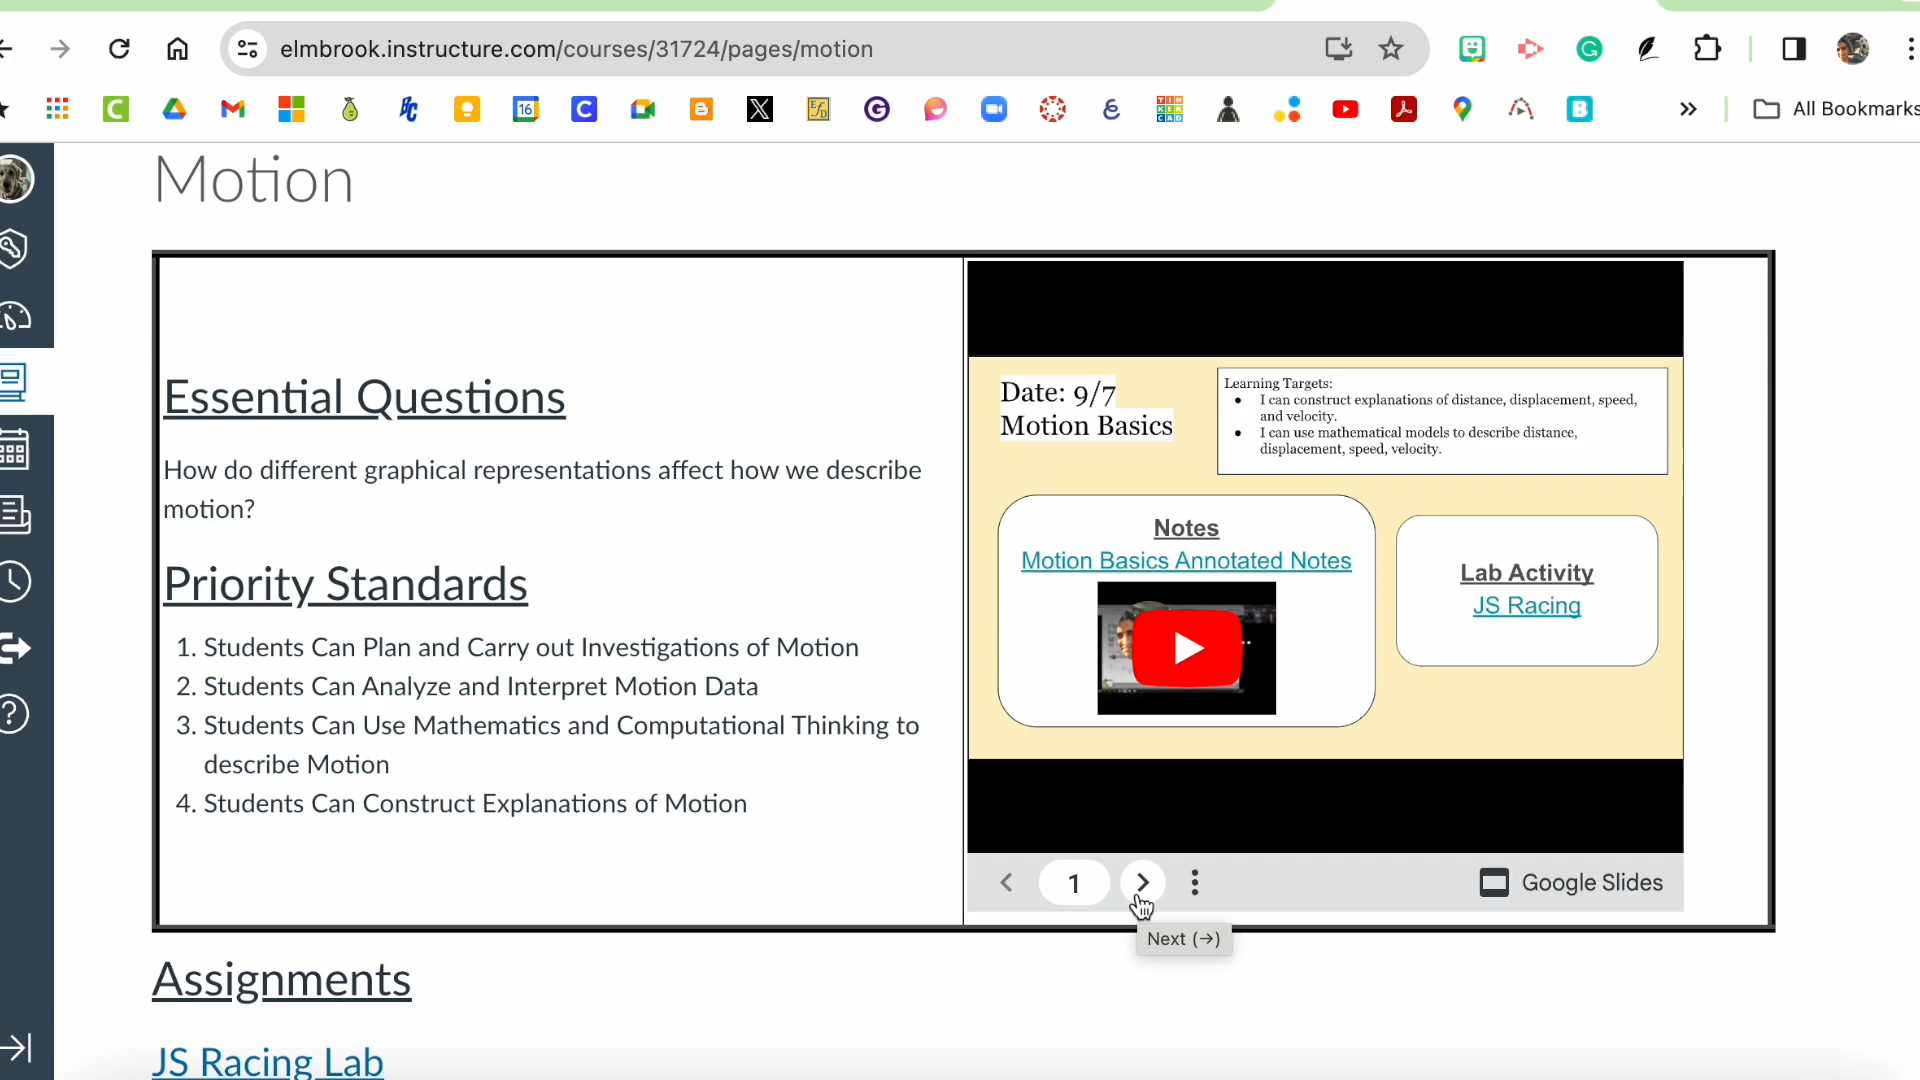 elmbrook.instructure.com/courses/31724/pages/motion
16
All Bookmarks
Motion
Essential Questions
How do different graphical representations affect how we describe
motion?
Priority Standards
1. Students Can Plan and Carry out Investigations of Motion
2. Students Can Analyze and Interpret Motion Data
3. Students Can Use Mathematics and Computational Thinking to
describe Motion
4. Students Can Construct Explanations of Motion
Date: 9/7
Motion Basics
Learning Targets:
● I can construct explanations of distance, displacement, speed,
and velocity.
● I can use mathematical models to describe distance,
displacement, speed, velocity.
Notes
Motion Basics Annotated Notes
Lab Activity
JS Racing
1
Google Slides
Next (→)
Assignments
JS Racing Lab